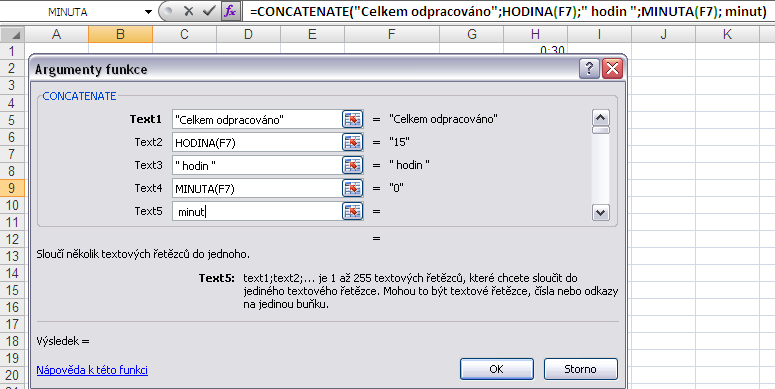 MINUTA =CONCATENATE("Celkem odpracováno";HODINA(F7);" hodin ";MINUTA(F7); minut)
A B C D E F G H I J K L
1 0:30
2 Argumenty funkce
3
4 CONCATENATE
5 Text1 "Celkem odpracováno" = "Celkem odpracováno"
6 Text2 HODINA(F7) = "15"
7
8 Text3 " hodin " = " hodin "
9 Text4 MINUTA(F7) = "0"
10 Text5 minut =
11
12 =
13 Sloučí několik textových řetězců do jednoho.
14 Text5: text1;text2;... je 1 až 255 textových řetězců, které chcete sloučit do
15 jediného textového řetězce. Mohou to být textové řetězce, čísla nebo odkazy
16 na jedinou buňku.
17
18 Výsledek =
19
20 Nápověda k této funkci OK Storno